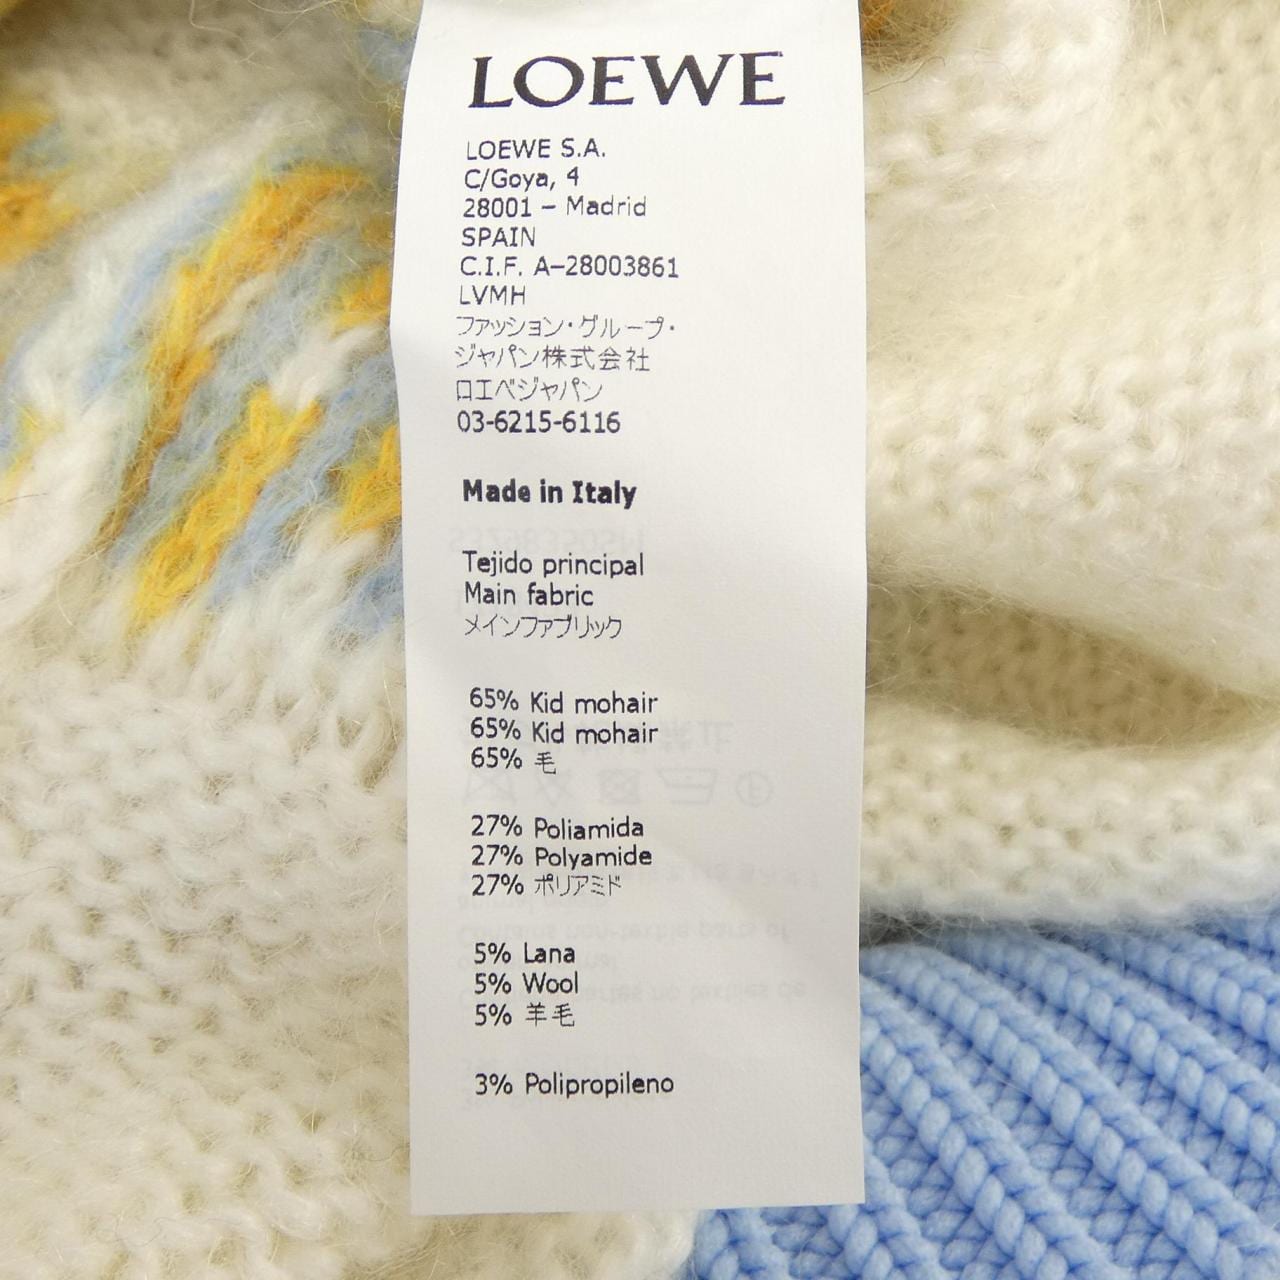 LOEWE
LOEWE S.A.
C/Goya, 4
28001 – Madrid
SPAIN
C.I.F. A–28003861
LVMH
ファッション・グループ・
ジャパン株式会社
ロエベジャパン
03-6215-6116
Made in Italy
Tejido principal
Main fabric
メインファブリック
65% Kid mohair
65% Kid mohair
65% 毛
27% Poliamida
27% Polyamide
27% ポリアミド
5% Lana
5% Wool
5% 羊毛
3% Polipropileno